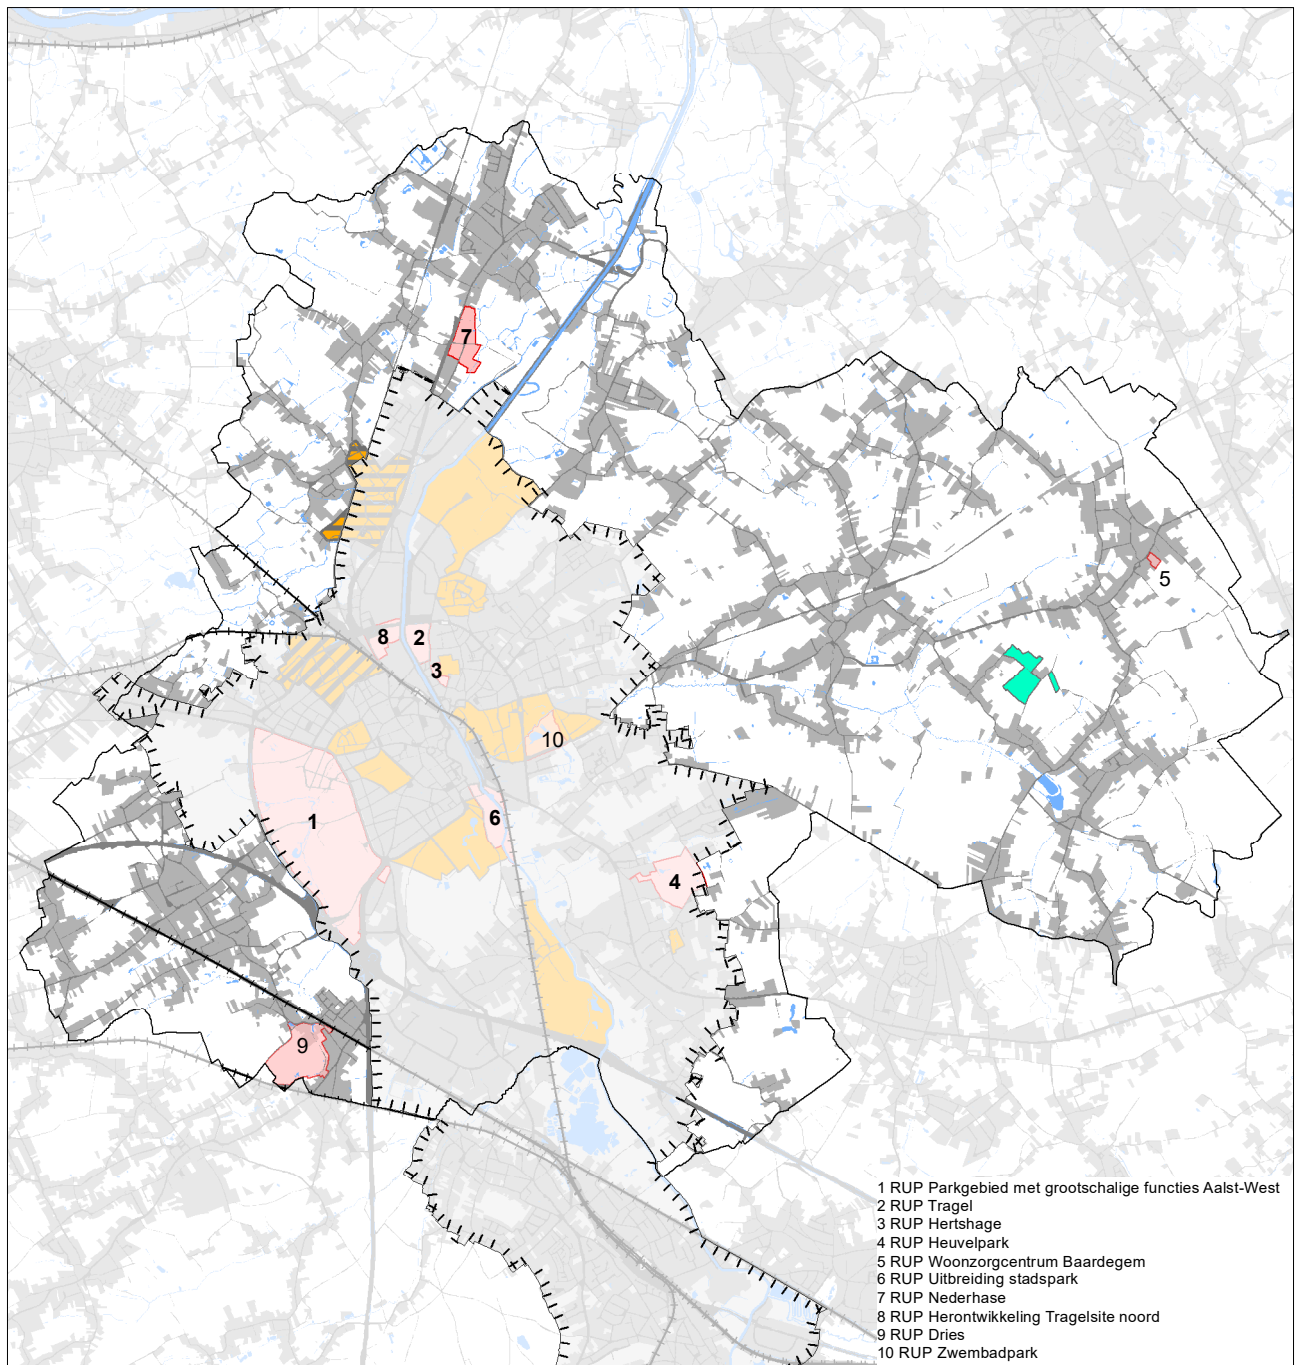 7
5
8
2
3
10
1
6
4
9
1 RUP Parkgebied met grootschalige functies Aalst-West
2 RUP Tragel
3 RUP Hertshage
4 RUP Heuvelpark
5 RUP Woonzorgcentrum Baardegem
6 RUP Uitbreiding stadspark
7 RUP Nederhase
8 RUP Herontwikkeling Tragelsite noord
9 RUP Dries
10 RUP Zwembadpark